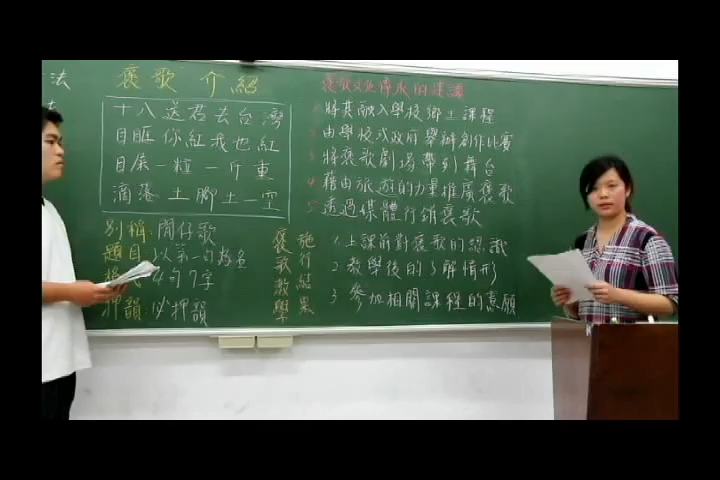 法
褒歌介紹
十八送君去台灣
目眶你紅我也紅
目屎一粒一斤重
滴落土腳土一空
別稱:閒仔歌
題目:以第一句為名
4句7字
押韻:必押韻
褒歌文化傳承的建議
1 將其融入學校鄉土課程
2 由學校或政府舉辦創作比賽
3 將褒歌劇場帶到舞台
4 藉由旅遊的力量推廣褒歌
5 透過媒體行銷褒歌
褒歌教學
施行結果
1.上課前對褒歌的認識
2 教學後的了解情形
3 參加相關課程的意願